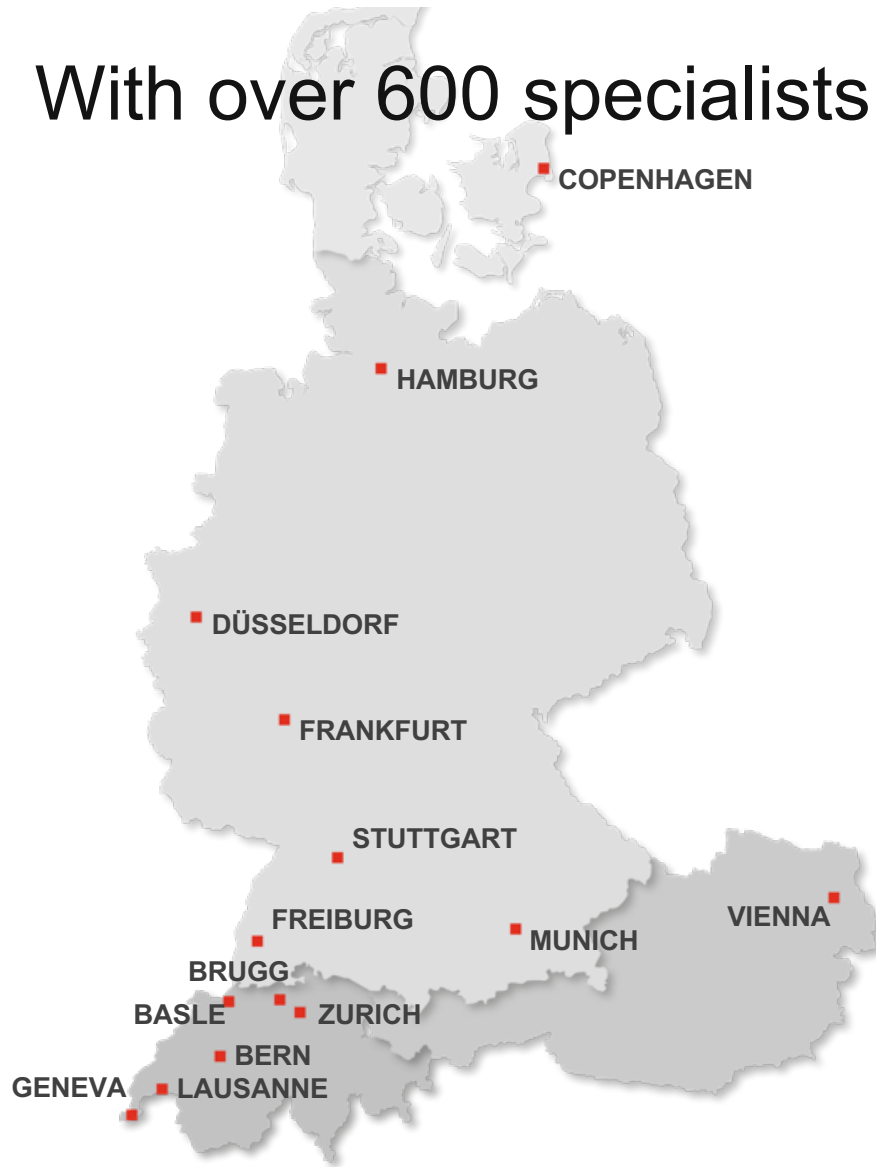 With over 600 specialists
COPENHAGEN
HAMBURG
DÜSSELDORF
FRANKFURT
STUTTGART
FREIBURG
VIENNA
MUNICH
BRUGG
BASLE
ZURICH
BERN
GENEVA
LAUSANNE